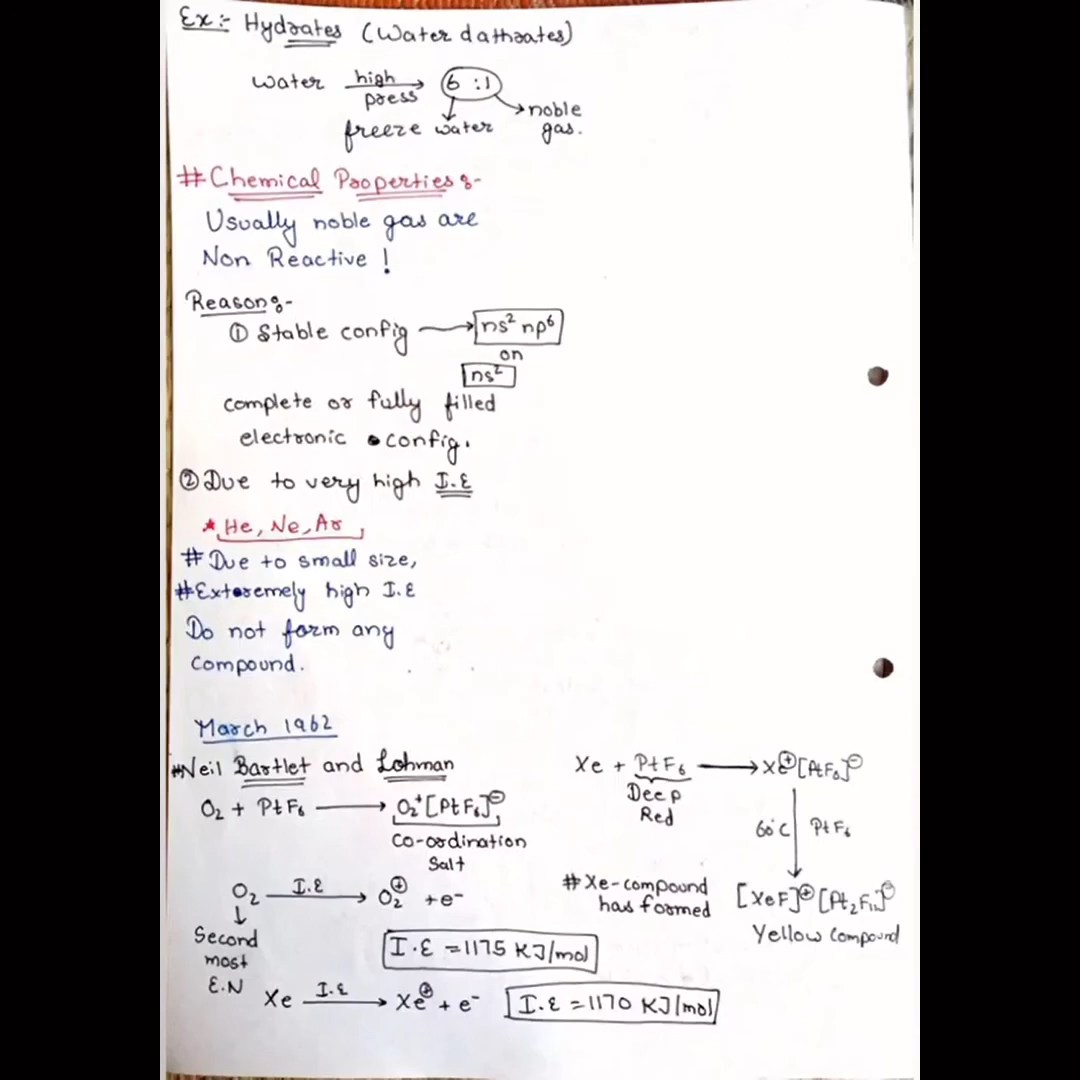 Ex:- Hydrates (Water dathrates)
Water high press → 6 : 1
freeze water noble gas.
# Chemical Properties :-
Usually noble gas are
Non Reactive !
Reason :-
① Stable config → ns² np⁶
on
ns²
complete or fully filled
electronic config.
② Due to very high I.E
* He, Ne, Ar
# Due to small size,
# Extremely high I.E
Do not form any
compound.
March 1962
# Neil Bartlet and Lohman
O₂ + PtF₆ → O₂⁺[PtF₆]⊖
Co-ordination
Salt
O₂ I.E → O₂⊕ + e⁻
Second
most
E.N
I.E = 1175 KJ/mol
Xe I.E → Xe⊕ + e⁻ I.E = 1170 KJ/mol
Xe + PtF₆ → Xe⊕[PtF₆]⊖
Deep
Red
60°C PtF₆
# Xe-compound
has formed
[XeF]⊕[Pt₂F₁₁]⊖
Yellow compound